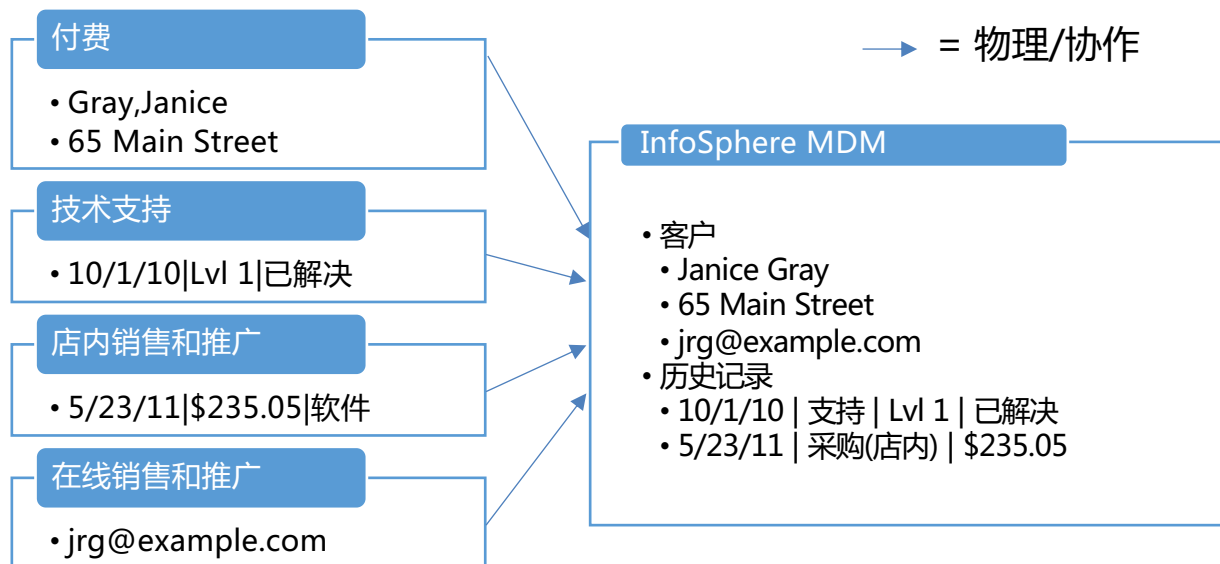 付费
• Gray,Janice
• 65 Main Street
技术支持
• 10/1/10|Lvl 1|已解决
店内销售和推广
• 5/23/11|$235.05|软件
在线销售和推广
• jrg@example.com
= 物理/协作
InfoSphere MDM
• 客户
• Janice Gray
• 65 Main Street
• jrg@example.com
• 历史记录
• 10/1/10 | 支持 | Lvl 1 | 已解决
• 5/23/11 | 采购(店内) | $235.05